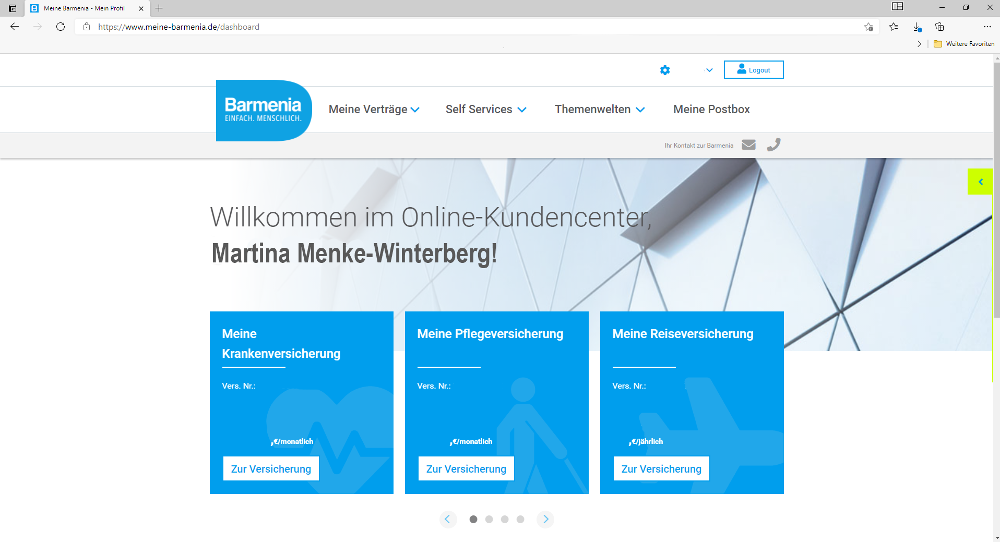 Meine Barmenia - Mein Profil
https://www.meine-barmenia.de/dashboard
Weitere Favoriten
Logout
Barmenia
EINFACH. MENSCHLICH.
Meine Verträge
Self Services
Themenwelten
Meine Postbox
Ihr Kontakt zur Barmenia
Willkommen im Online-Kundencenter,
Martina Menke-Winterberg!
Meine
Krankenversicherung
Vers. Nr.:
,€/monatlich
Zur Versicherung
Meine Pflegeversicherung
Vers. Nr.:
,€/monatlich
Zur Versicherung
Meine Reiseversicherung
Vers. Nr.:
,€/jährlich
Zur Versicherung